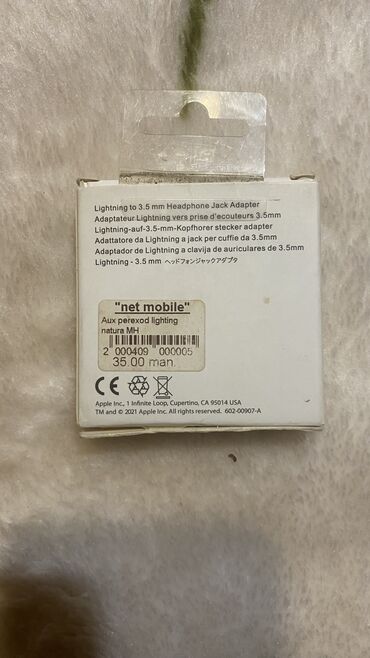 Lightning to 3.5 mm Headphone Jack Adapter
Adaptateur Lightning vers prise d'ecouteurs 3.5mm
Lightning-auf-3.5-mm-Kopfhorer stecker adapter
Adattatore da Lightning a jack per cuffie da 3.5mm
Adaptador de Lightning a clavija de auriculares de 3.5mm
Lightning - 3.5 mm ヘッドフォンジャックアダプタ
"net mobile"
Aux perexod lighting
natura MH
2 000409 000005
35.00 man.
CE
Apple Inc., 1 Infinite Loop, Cupertino, CA 95014 USA
TM and © 2021 Apple Inc. All rights reserved. 602-00907-A